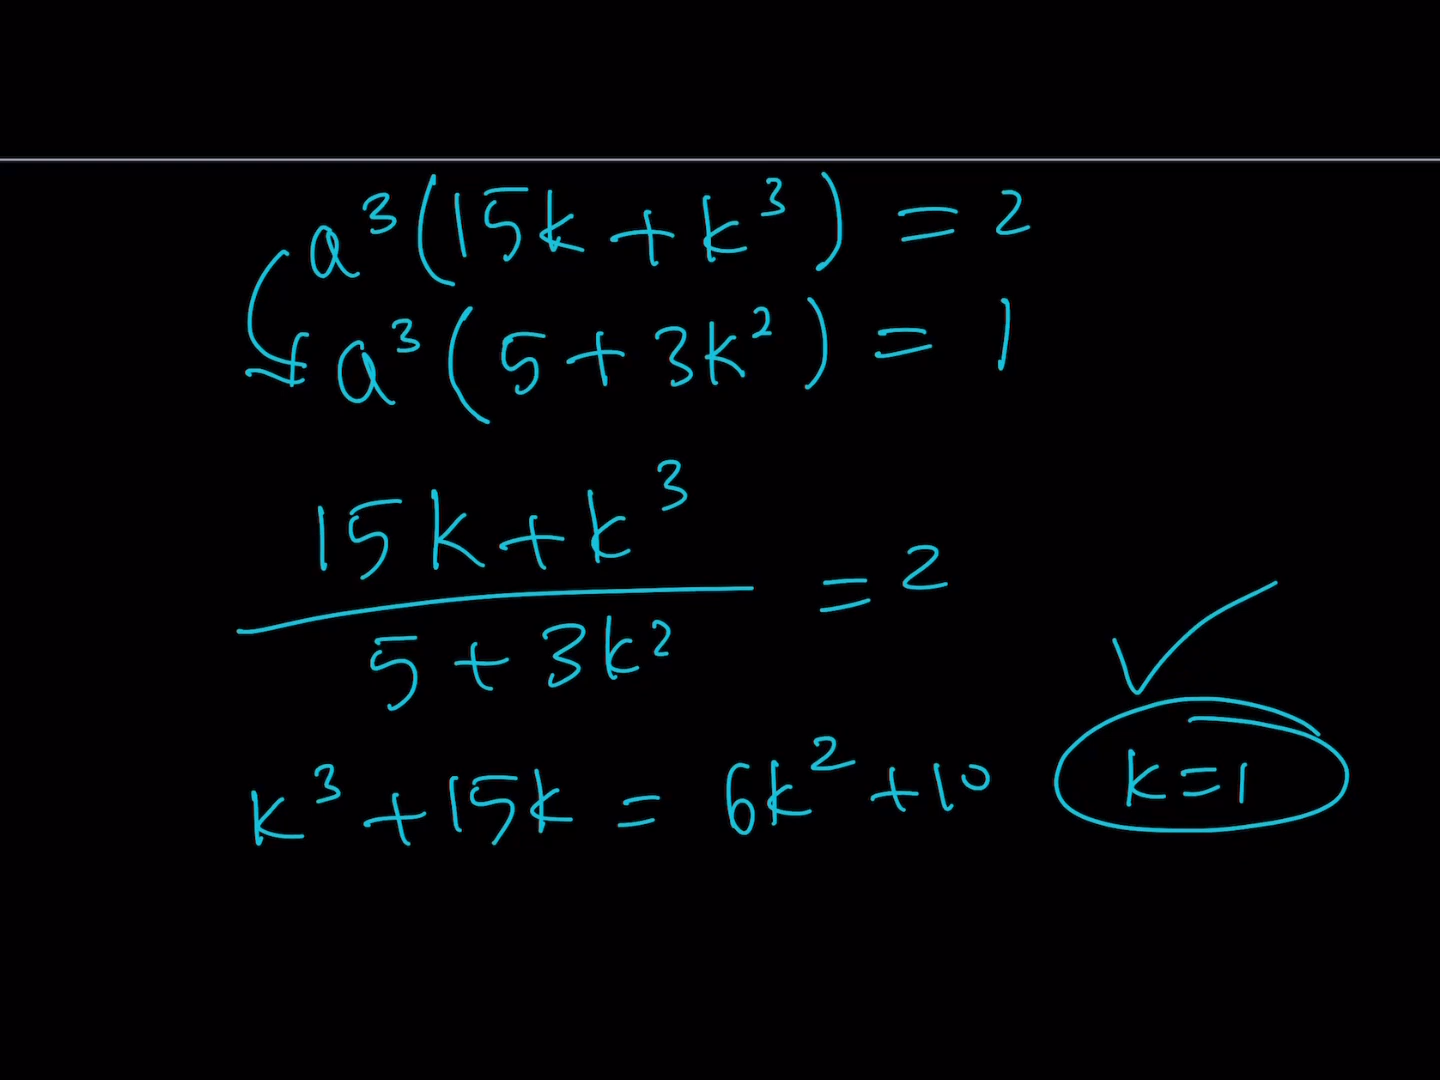 a³(15k+k³) = 2
a³(5+3k²) = 1
15k+k³
= 2
5+3k²
k³+15k = 6k²+10
k=1